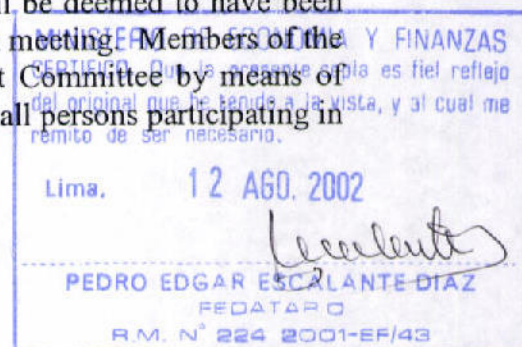 ll be deemed to have been
meeting. Members of the
t Committee by means of
all persons participating in
MINISTERIO DE ECONOMIA Y FINANZAS
CERTIFICO: Que la presente copia es fiel reflejo
del original que he tenido a la vista, y al cual me
remito de ser necesario.
Lima, 12 AGO. 2002
PEDRO EDGAR ESCALANTE DIAZ
FEDATARIO
R.M. N° 224 2001-EF/43